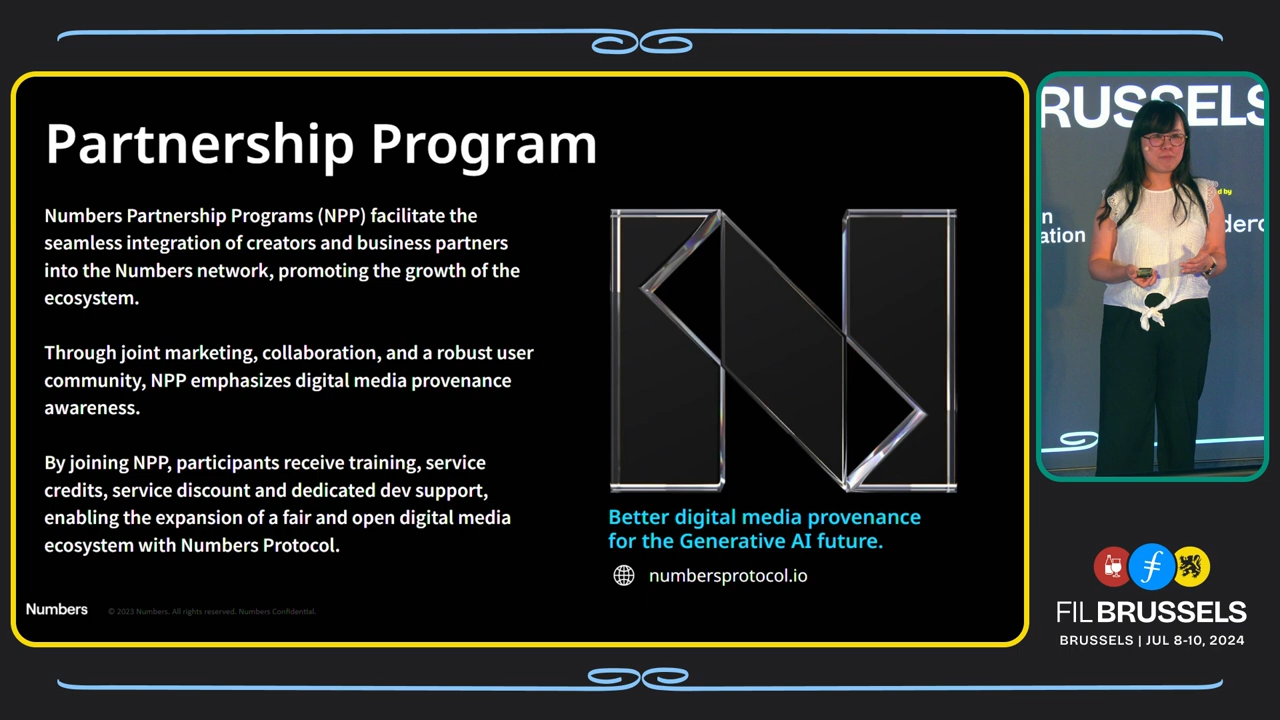 Partnership Program
Numbers Partnership Programs (NPP) facilitate the
seamless integration of creators and business partners
into the Numbers network, promoting the growth of the
ecosystem.
Through joint marketing, collaboration, and a robust user
community, NPP emphasizes digital media provenance
awareness.
By joining NPP, participants receive training, service
credits, service discount and dedicated dev support,
enabling the expansion of a fair and open digital media
ecosystem with Numbers Protocol.
Better digital media provenance
for the Generative AI future.
numbersprotocol.io
Numbers
© 2023 Numbers. All rights reserved, Numbers Confidential.
RUSSELS
d by
n
ation
derc
FIL BRUSSELS
BRUSSELS | JUL 8-10, 2024